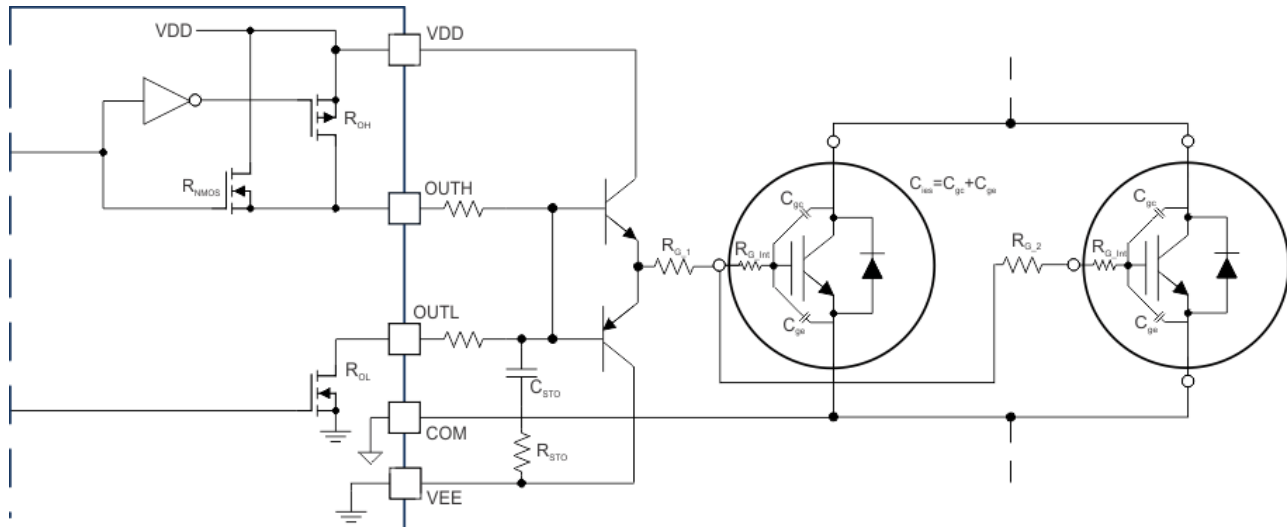 VDD
VDD
R_OH
R_NMOS
OUTH
OUTL
R_OL
C_STO
COM
R_STO
VEE
R_G_1
R_G_Int
C_gc
C_ge
C_ies=C_gc+C_ge
R_G_2
R_G_Int
C_gc
C_ge